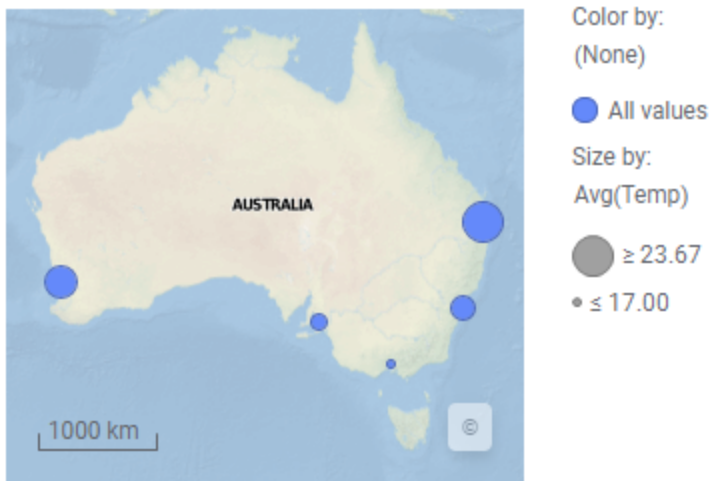 Color by:
(None)
All values
Size by:
Avg(Temp)
≥ 23.67
≤ 17.00
AUSTRALIA
1000 km
©